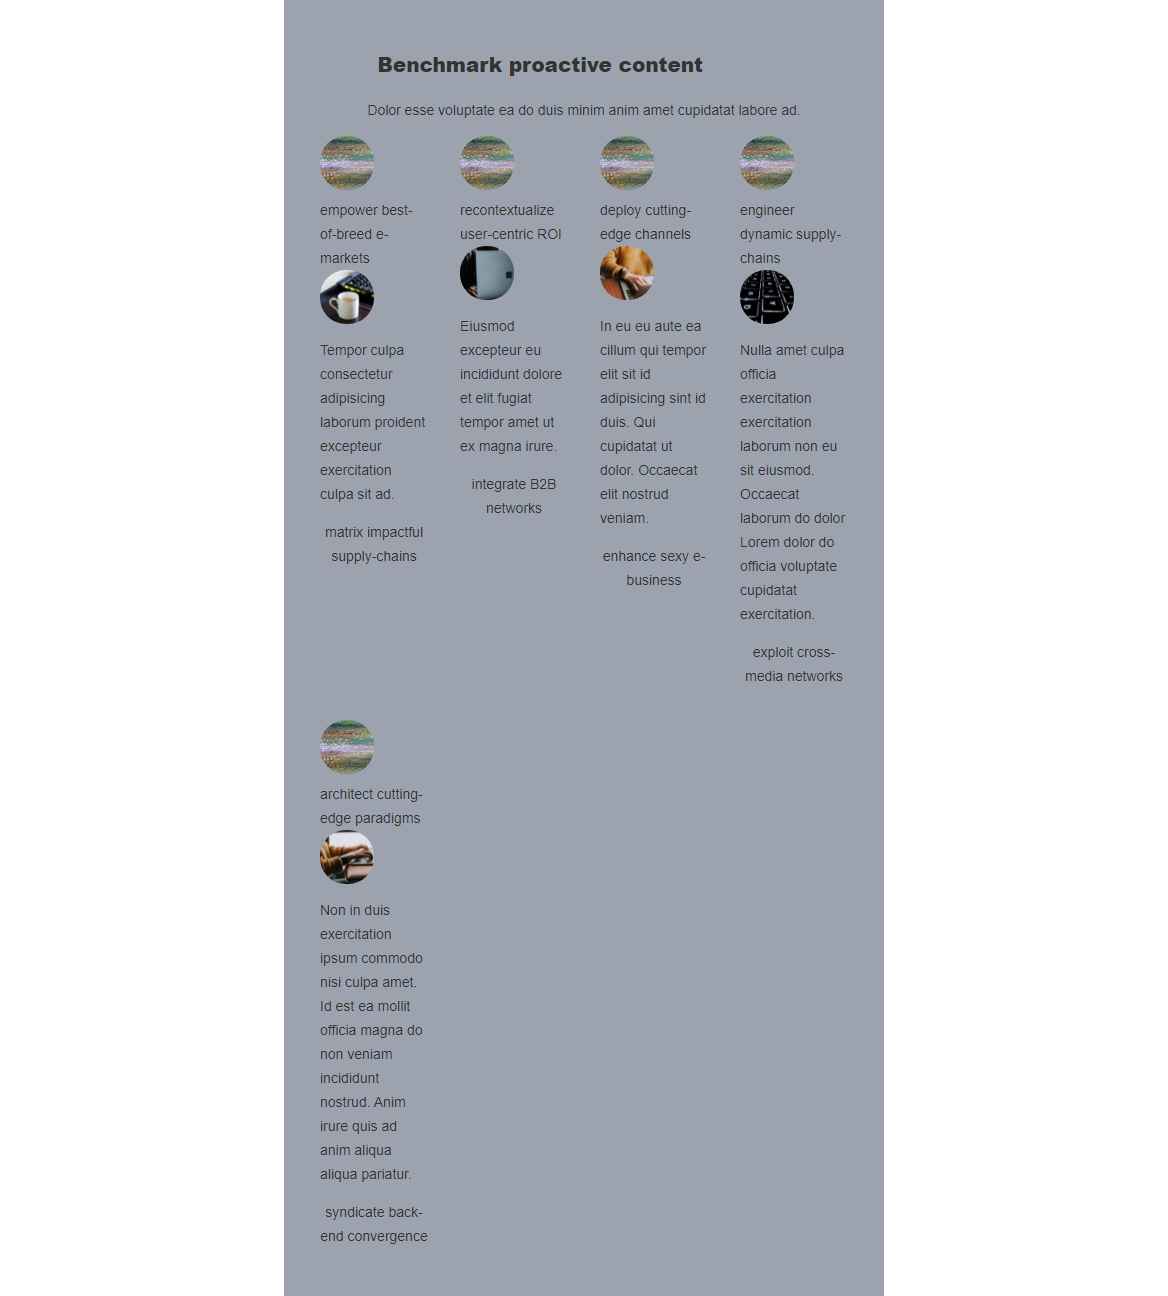 Benchmark proactive content
Dolor esse voluptate ea do duis minim anim amet cupidatat labore ad.
empower best-
of-breed e-
markets
Tempor culpa
consectetur
adipisicing
laborum proident
excepteur
exercitation
culpa sit ad.
matrix impactful
supply-chains
recontextualize
user-centric ROI
Eiusmod
excepteur eu
incididunt dolore
et elit fugiat
tempor amet ut
ex magna irure.
integrate B2B
networks
deploy cutting-
edge channels
In eu eu aute ea
cillum qui tempor
elit sit id
adipisicing sint id
duis. Qui
cupidatat ut
dolor. Occaecat
elit nostrud
veniam.
enhance sexy e-
business
engineer
dynamic supply-
chains
Nulla amet culpa
officia
exercitation
exercitation
laborum non eu
sit eiusmod.
Occaecat
laborum do dolor
Lorem dolor do
officia voluptate
cupidatat
exercitation.
exploit cross-
media networks
architect cutting-
edge paradigms
Non in duis
exercitation
ipsum commodo
nisi culpa amet.
Id est ea mollit
officia magna do
non veniam
incididunt
nostrud. Anim
irure quis ad
anim aliqua
aliqua pariatur.
syndicate back-
end convergence